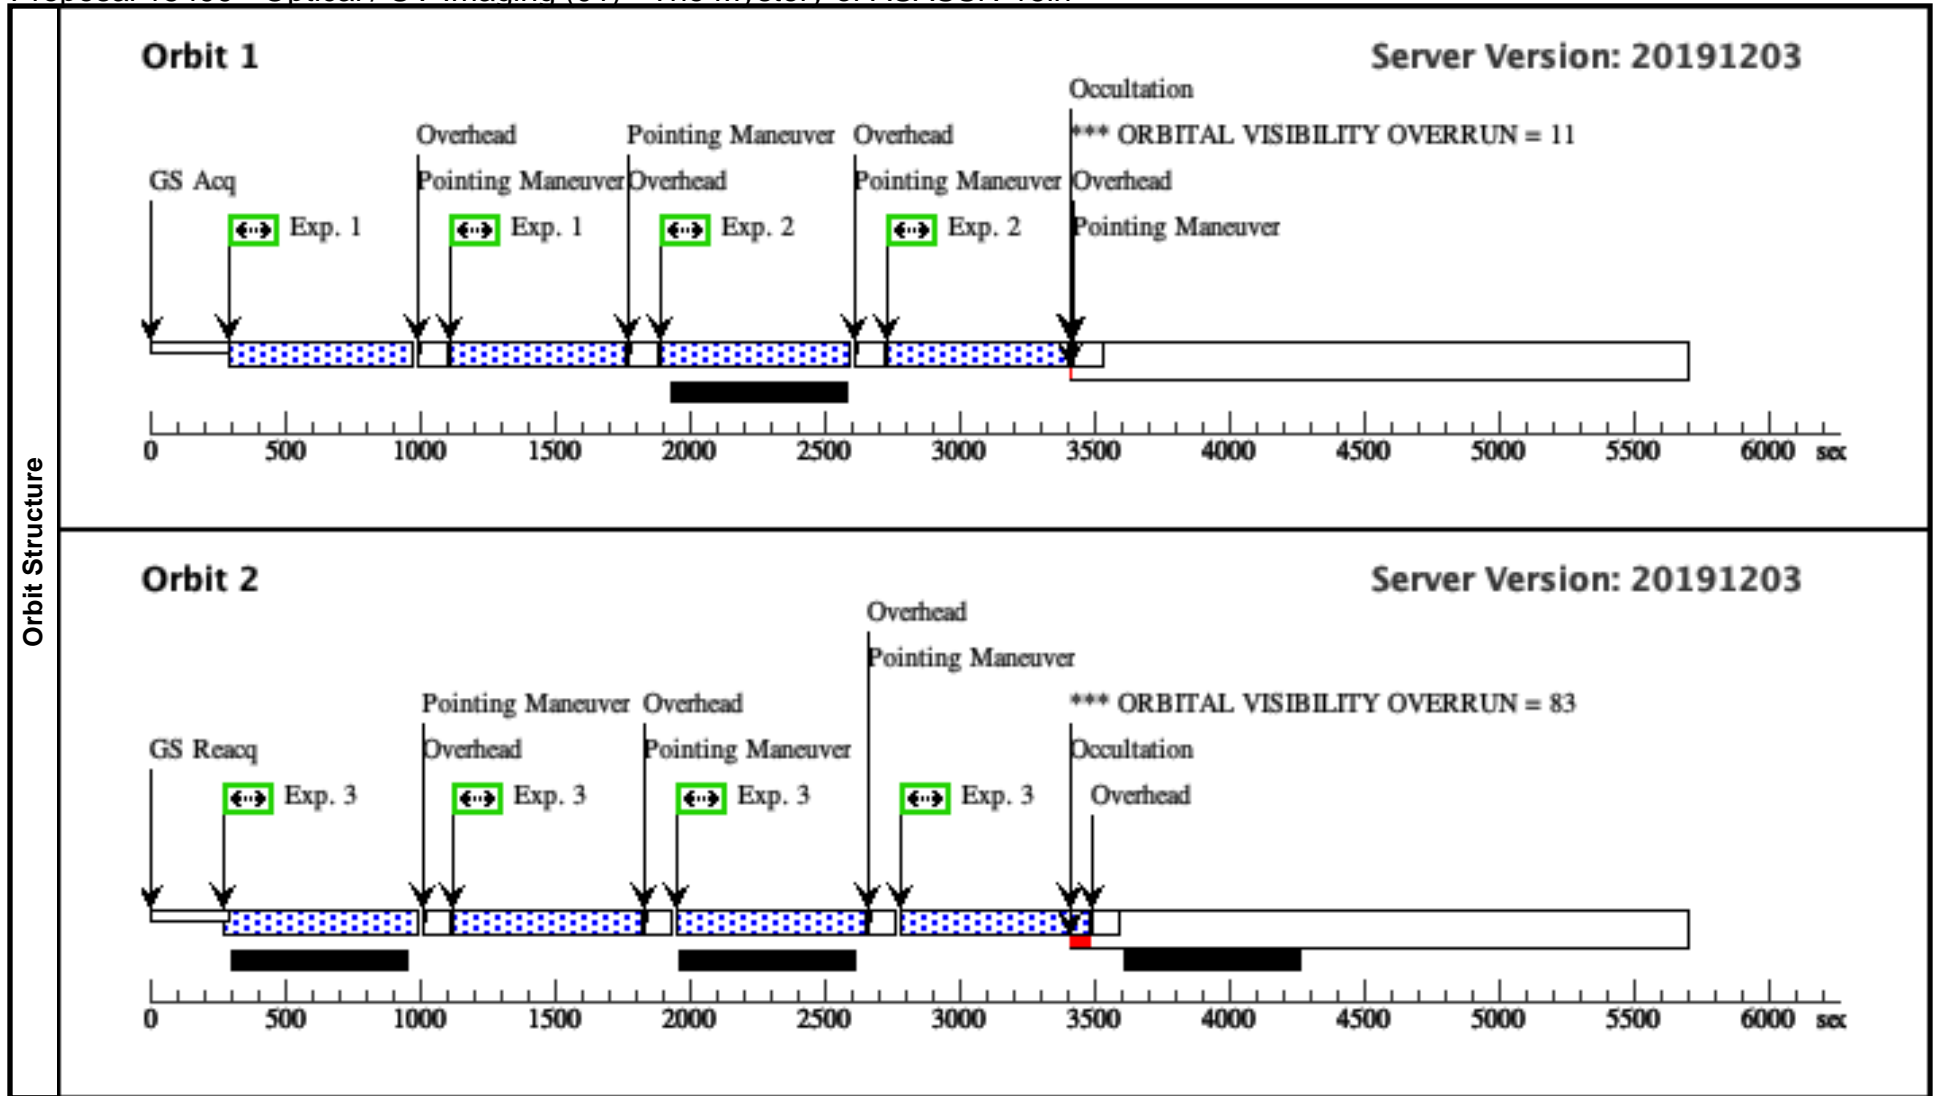 Orbit Structure
Orbit 1
Server Version: 20191203
Occultation
Overhead Pointing Maneuver Overhead *** ORBITAL VISIBILITY OVERRUN = 11
GS Acq Pointing Maneuver Overhead Pointing Maneuver Overhead
Exp. 1 Exp. 1 Exp. 2 Exp. 2 Pointing Maneuver
0 500 1000 1500 2000 2500 3000 3500 4000 4500 5000 5500 6000 sec
Orbit 2
Server Version: 20191203
Overhead
Pointing Maneuver
Pointing Maneuver Overhead *** ORBITAL VISIBILITY OVERRUN = 83
GS Reacq Overhead Pointing Maneuver Occultation
Exp. 3 Exp. 3 Exp. 3 Exp. 3 Overhead
0 500 1000 1500 2000 2500 3000 3500 4000 4500 5000 5500 6000 sec